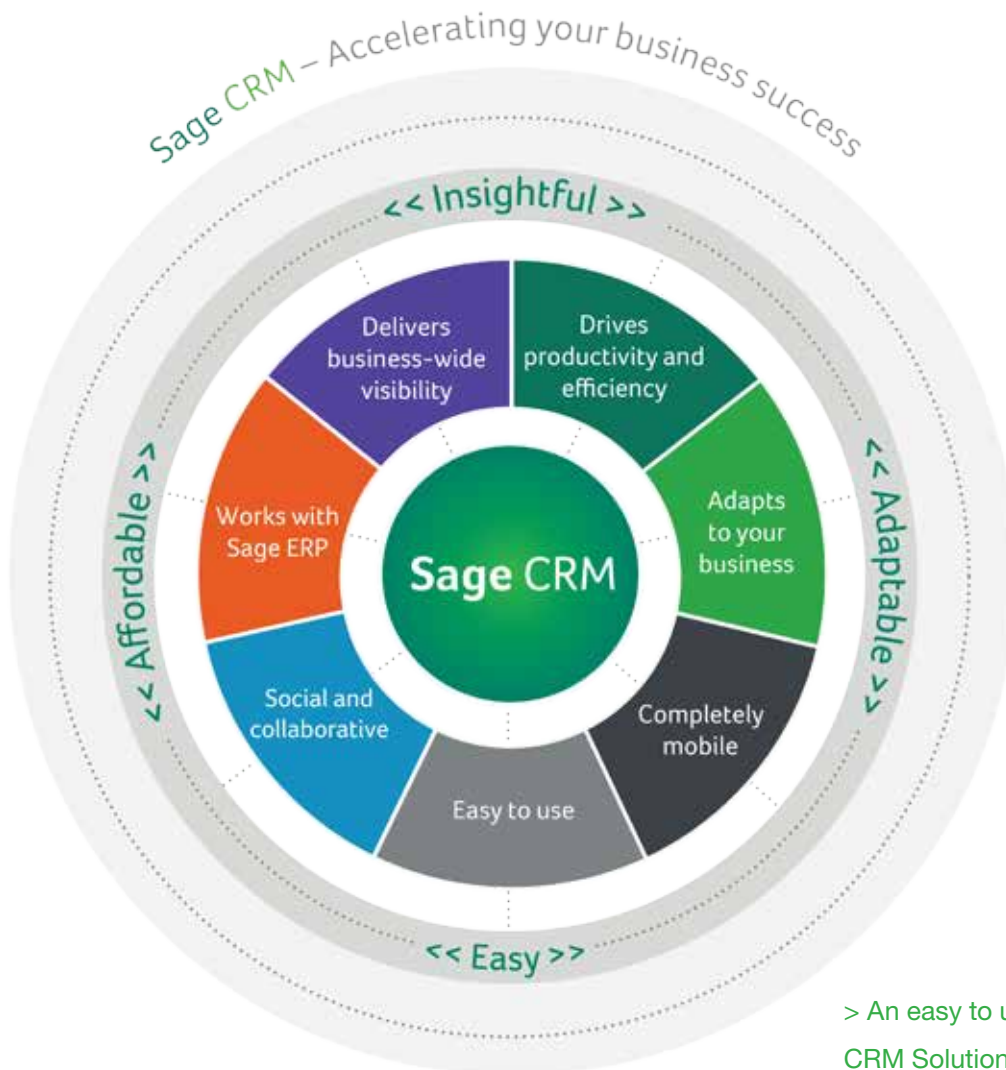 Sage CRM – Accelerating your business success
<< Insightful >>
Delivers
business-wide
visibility
Drives
productivity and
efficiency
<< Affordable >>
<< Adaptable >>
Works with
Sage ERP
Sage CRM
Adapts
to your
business
Social and
collaborative
Completely
mobile
Easy to use
<< Easy >>
> An easy to
CRM Solution